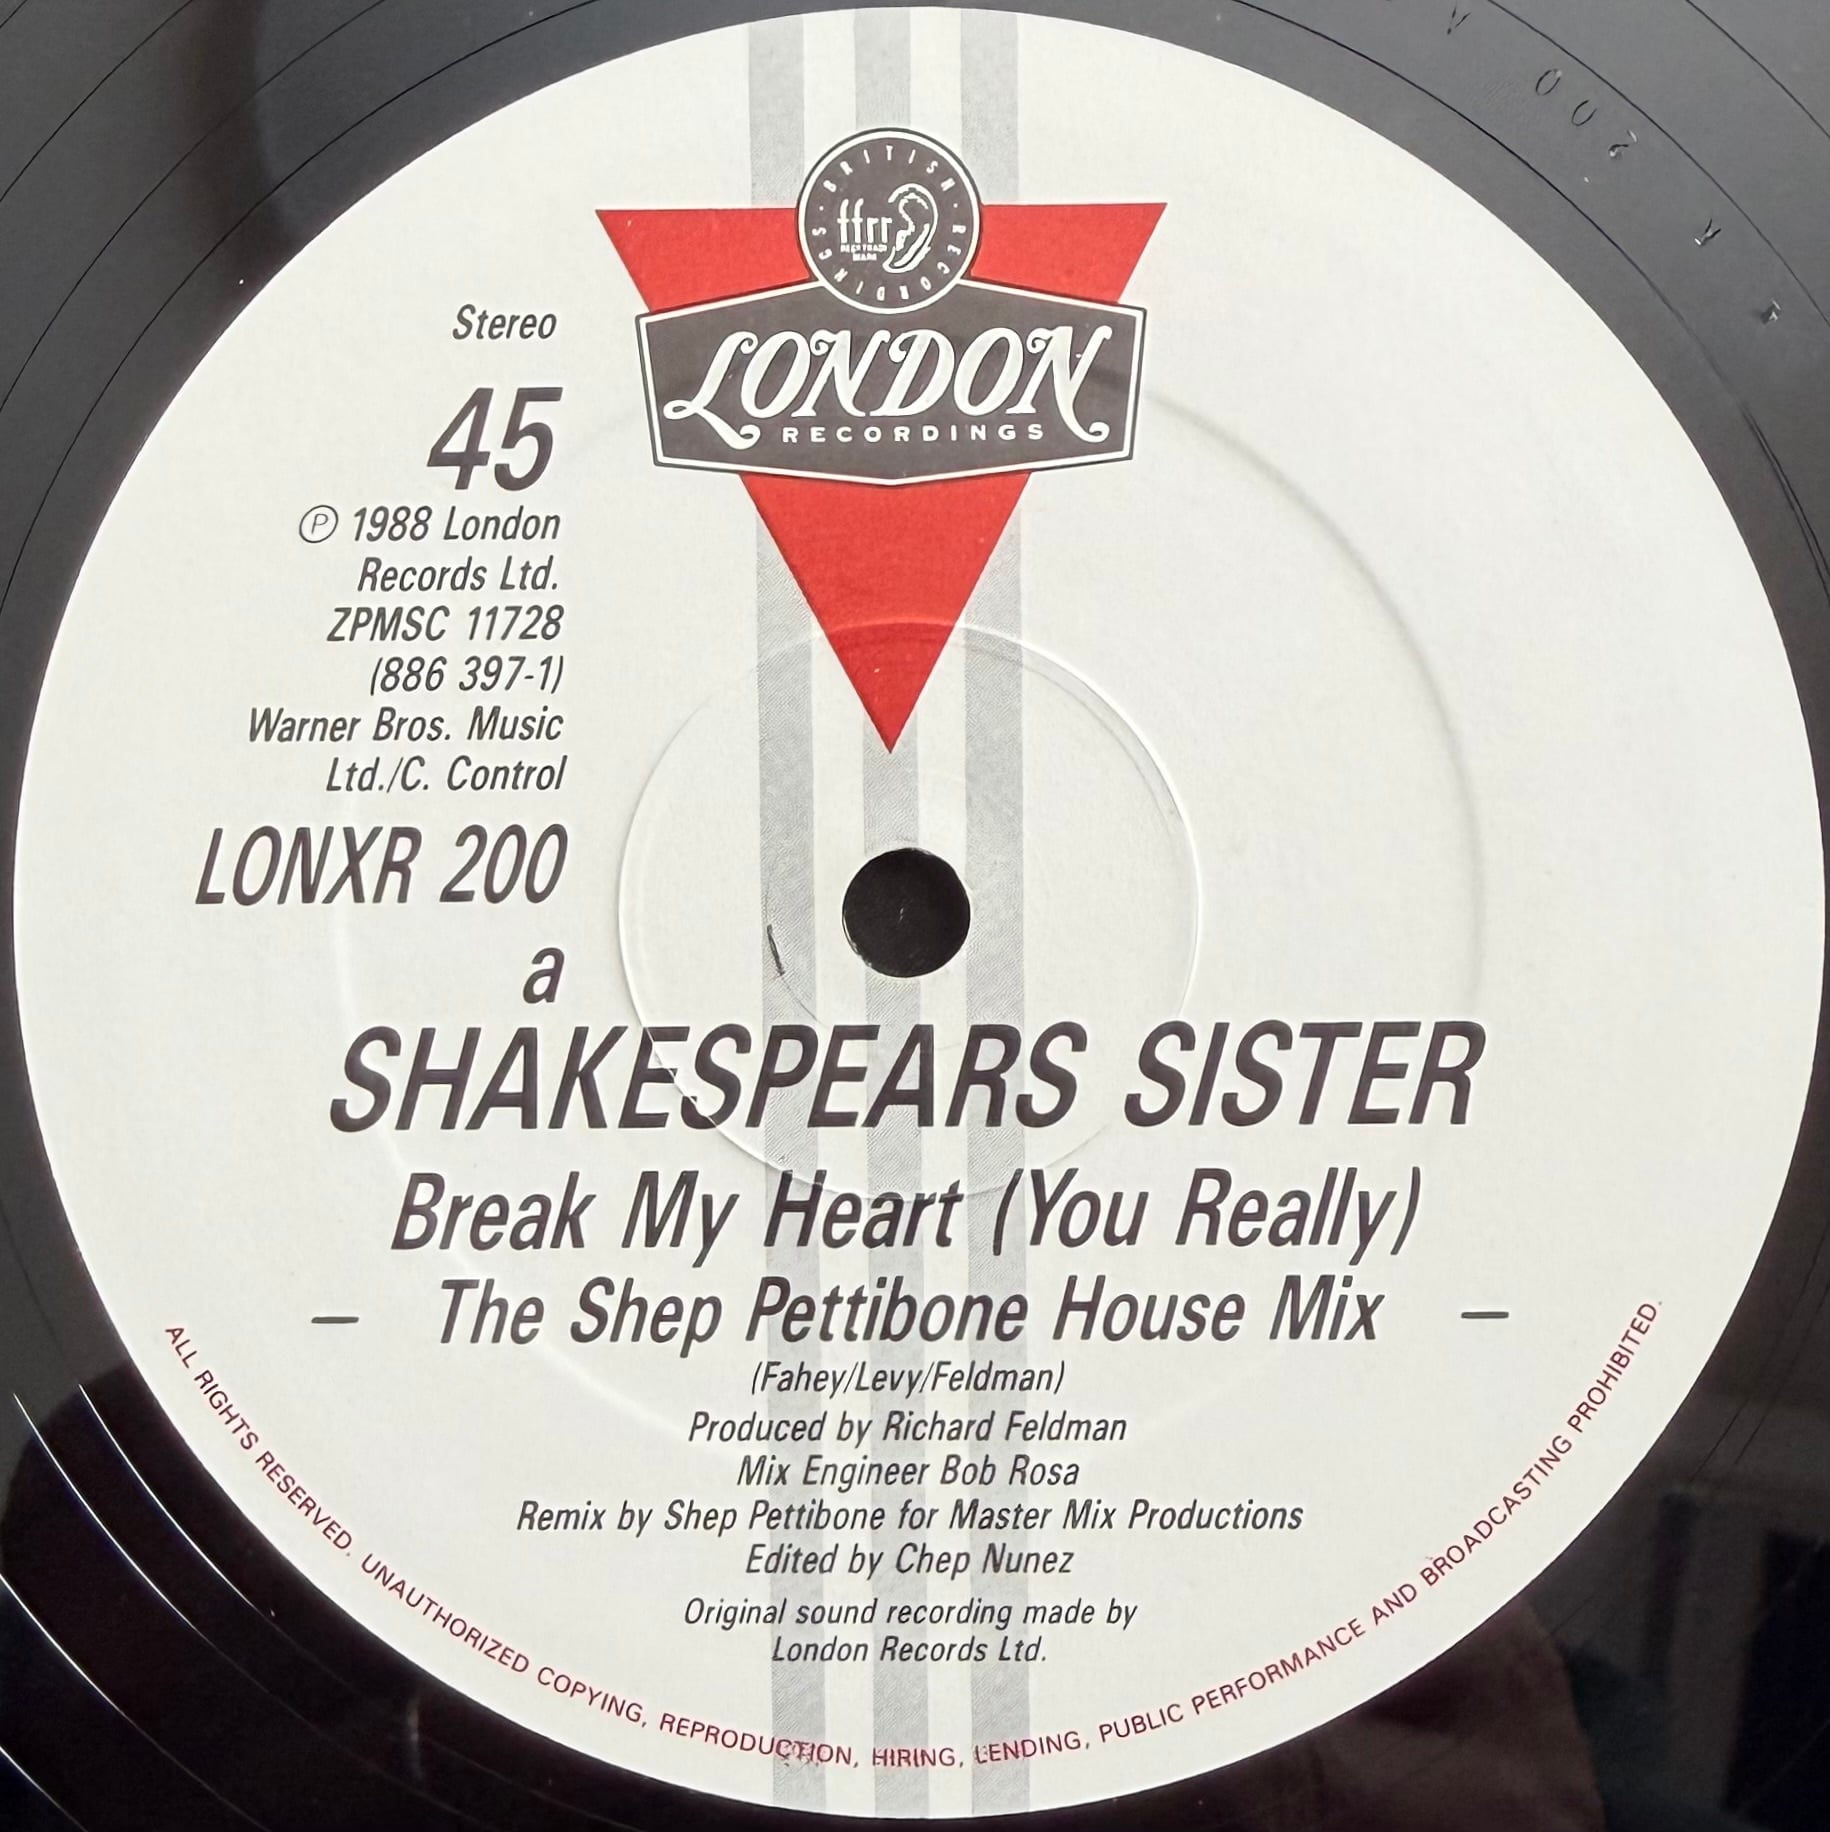 BRITISH · RECORDINGS ·
ffrr
LONDON
RECORDINGS
Stereo
45
Ⓟ 1988 London
Records Ltd.
ZPMSC 11728
(886 397-1)
Warner Bros. Music
Ltd./C. Control
LONXR 200
a
SHAKESPEARS SISTER
Break My Heart (You Really)
– The Shep Pettibone House Mix –
(Fahey/Levy/Feldman)
Produced by Richard Feldman
Mix Engineer Bob Rosa
Remix by Shep Pettibone for Master Mix Productions
Edited by Chep Nunez
Original sound recording made by
London Records Ltd.
ALL RIGHTS RESERVED. UNAUTHORIZED COPYING, REPRODUCTION, HIRING, LENDING, PUBLIC PERFORMANCE AND BROADCASTING PROHIBITED.